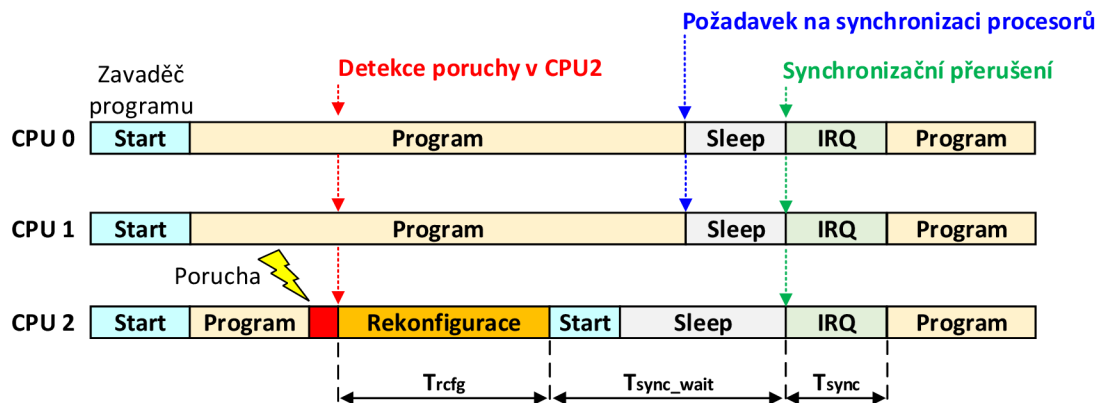 Požadavek na synchronizaci procesorů
Zavaděč
programu
Detekce poruchy v CPU2
Synchronizační přerušení
CPU 0 Start Program Sleep IRQ Program
CPU 1 Start Program Sleep IRQ Program
Porucha
CPU 2 Start Program Rekonfigurace Start Sleep IRQ Program
Trcfg Tsync_wait Tsync